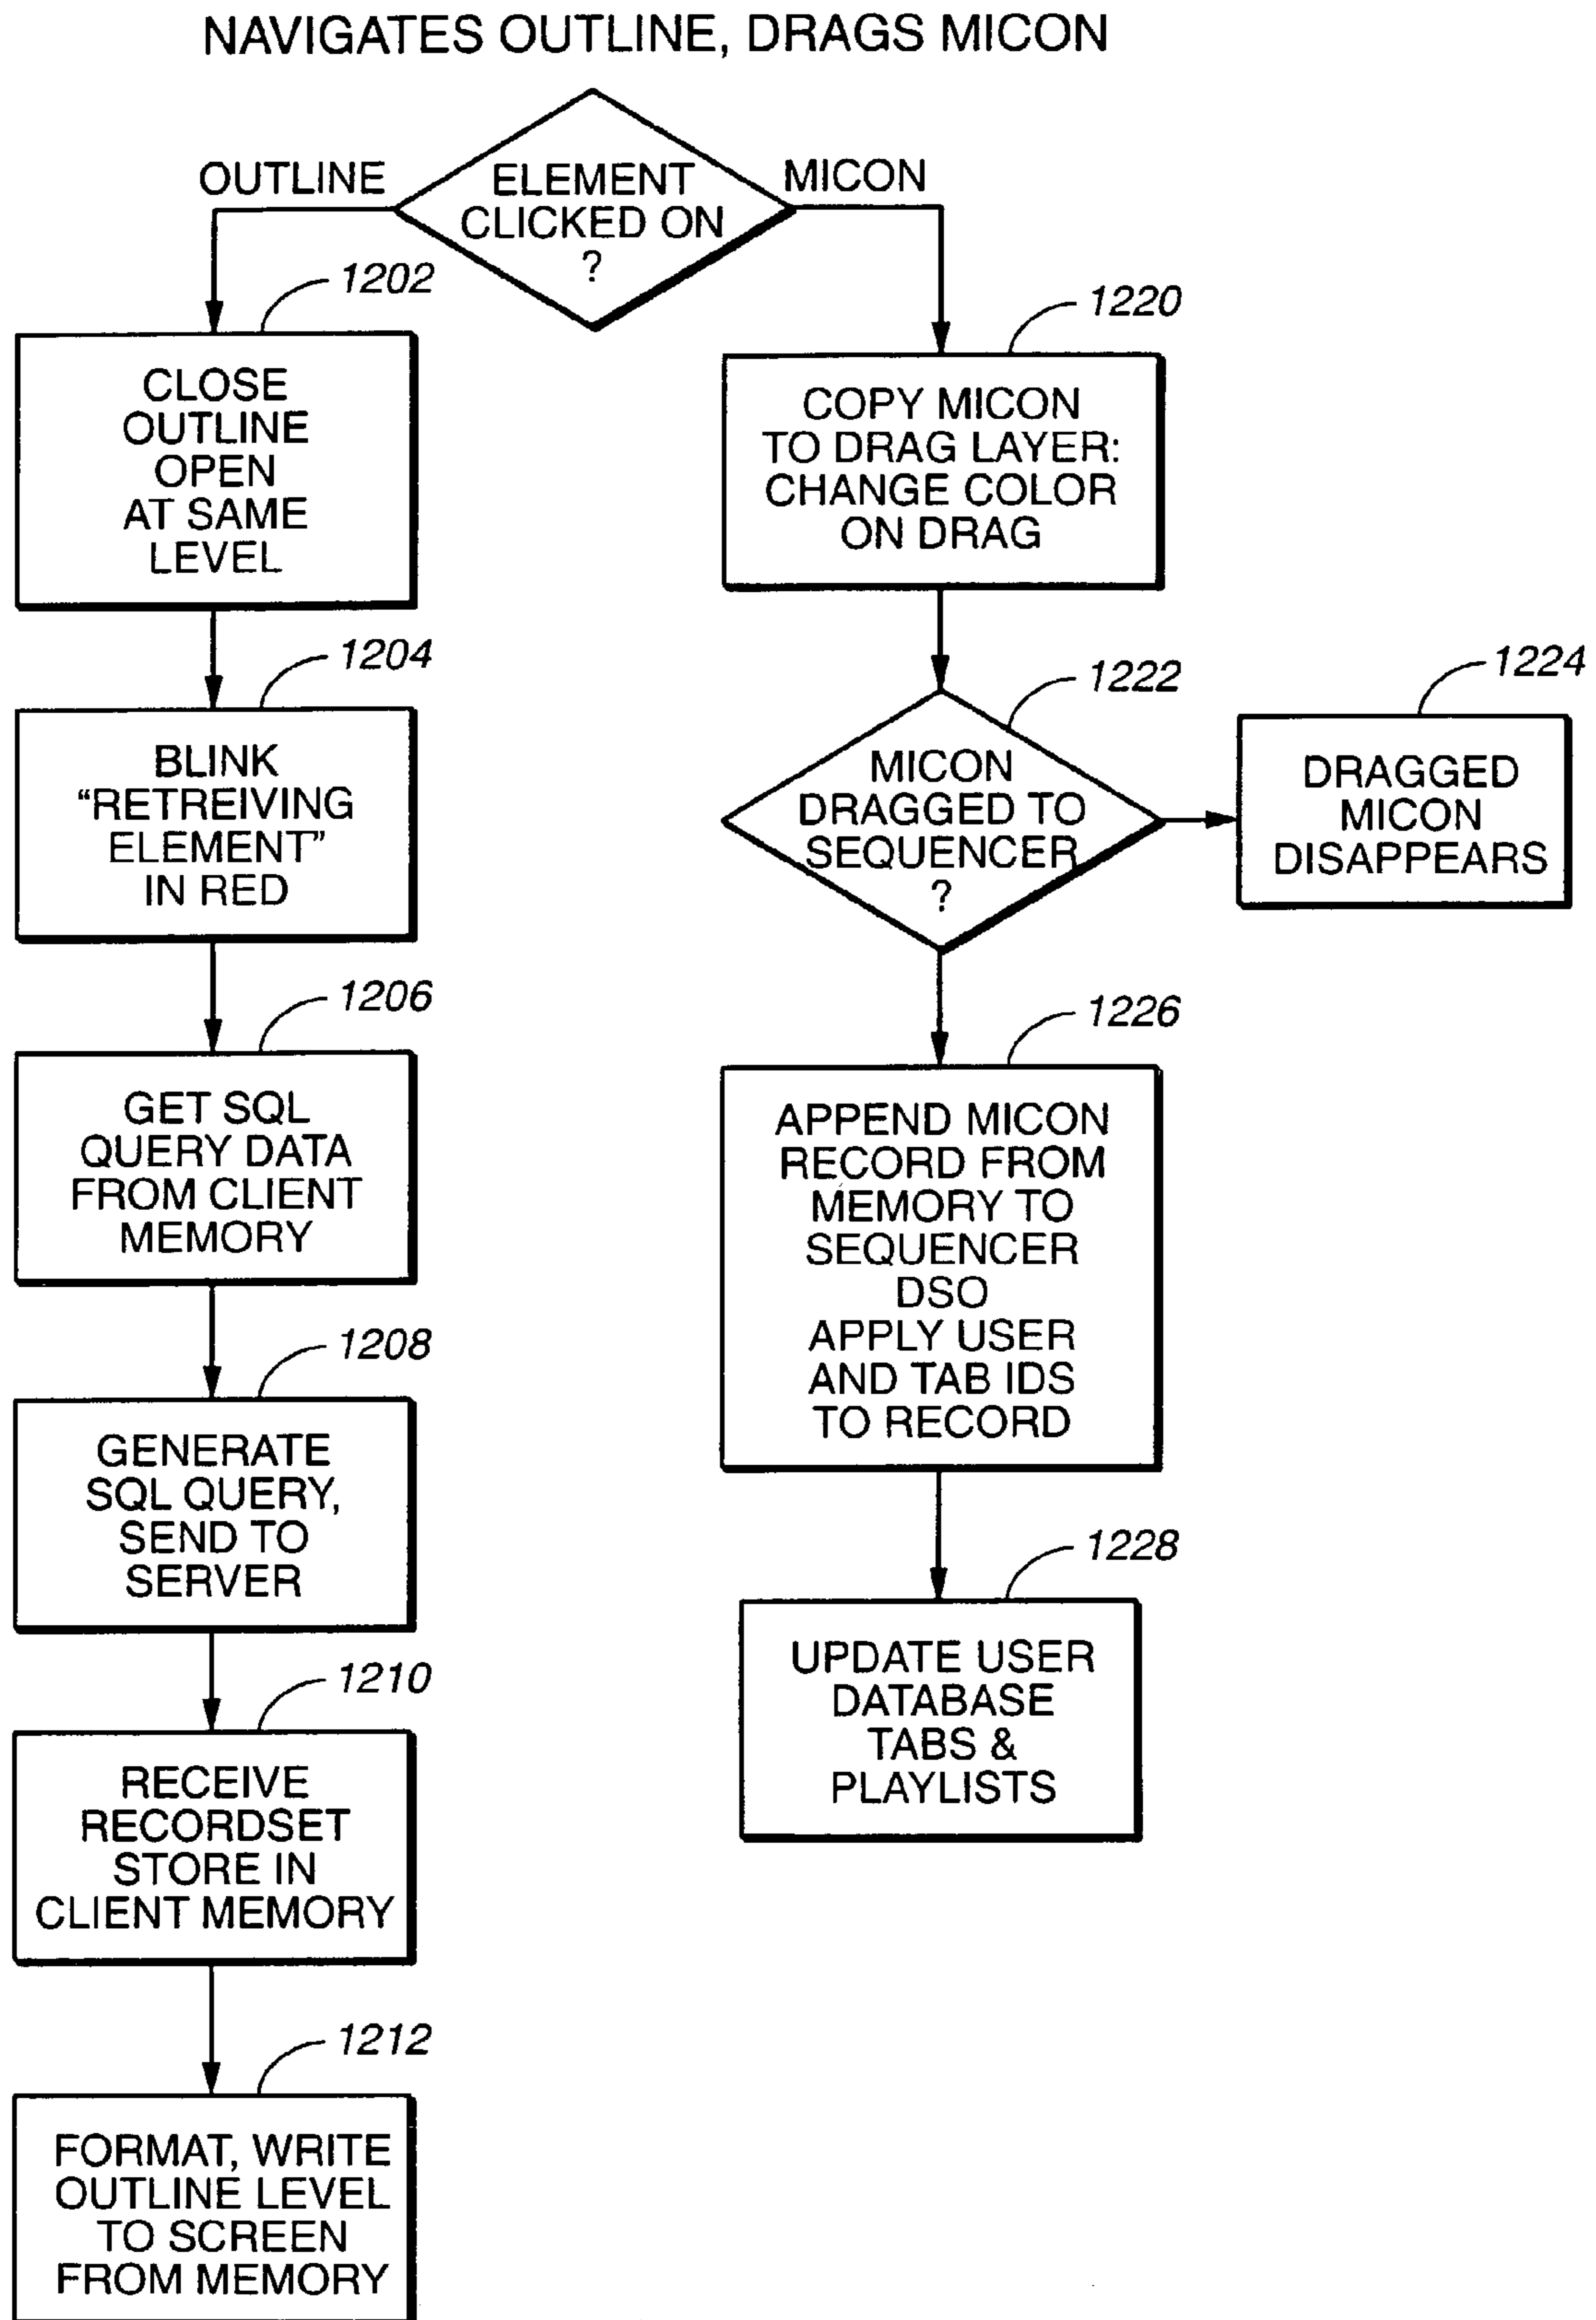 NAVIGATES OUTLINE, DRAGS MICON
OUTLINE
ELEMENT
CLICKED ON
?
MICON
1202
CLOSE
OUTLINE
OPEN
AT SAME
LEVEL
1204
BLINK
“RETREIVING
ELEMENT”
IN RED
1206
GET SQL
QUERY DATA
FROM CLIENT
MEMORY
1208
GENERATE
SQL QUERY,
SEND TO
SERVER
1210
RECEIVE
RECORDSET
STORE IN
CLIENT MEMORY
1212
FORMAT, WRITE
OUTLINE LEVEL
TO SCREEN
FROM MEMORY
1220
COPY MICON
TO DRAG LAYER:
CHANGE COLOR
ON DRAG
1222
MICON
DRAGGED TO
SEQUENCER
?
1224
DRAGGED
MICON
DISAPPEARS
1226
APPEND MICON
RECORD FROM
MEMORY TO
SEQUENCER
DSO
APPLY USER
AND TAB IDS
TO RECORD
1228
UPDATE USER
DATABASE
TABS &
PLAYLISTS